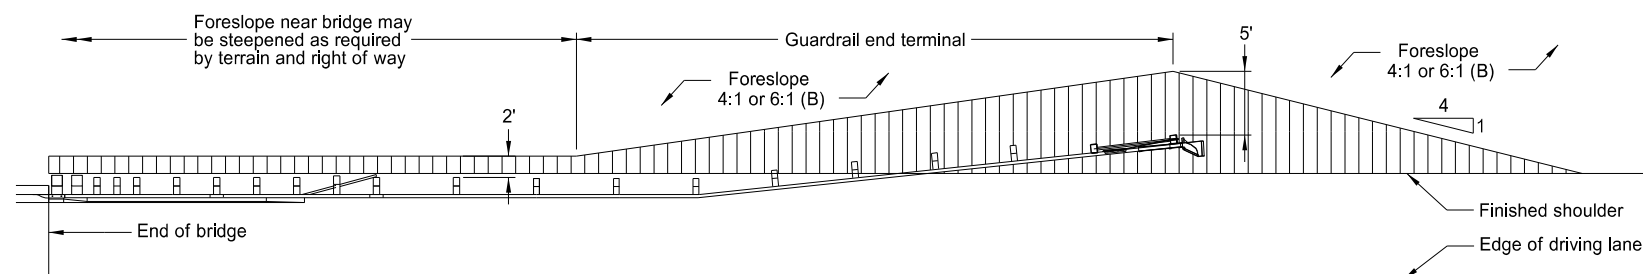 Foreslope near bridge may
be steepened as required
by terrain and right of way
Guardrail end terminal
5'
Foreslope
4:1 or 6:1 (B)
Foreslope
4:1 or 6:1 (B)
2'
4
1
End of bridge
Finished shoulder
Edge of driving lane